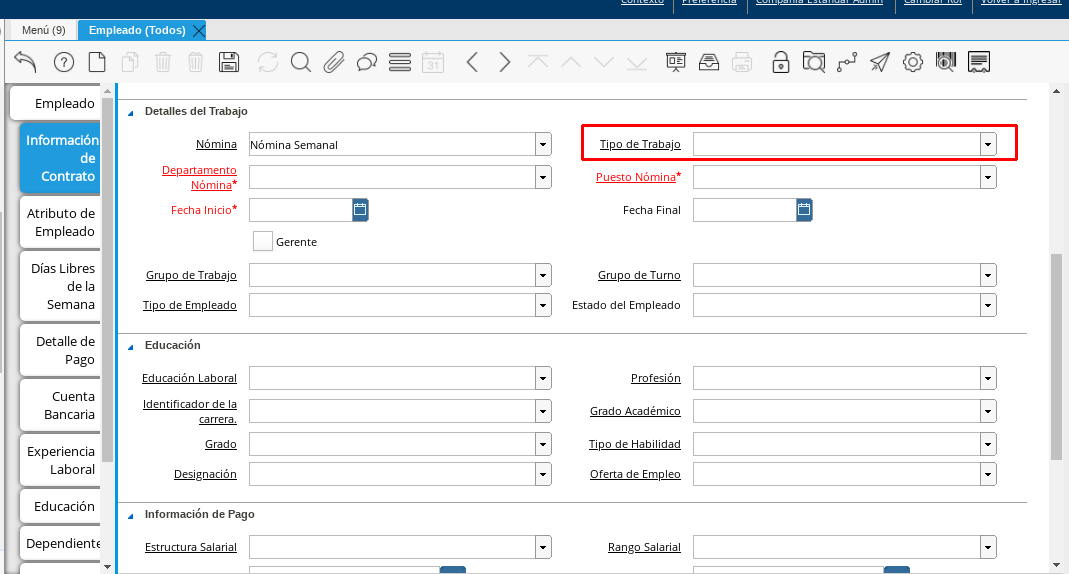 Contexto Preferencia Compañía Estándar Admin Cambiar Rol Volver a Ingresar
Menú (9) Empleado (Todos)
31
Empleado
Información de Contrato
Atributo de Empleado
Días Libres de la Semana
Detalle de Pago
Cuenta Bancaria
Experiencia Laboral
Educación
Dependiente
Detalles del Trabajo
Nómina Nómina Semanal Tipo de Trabajo
Departamento Nómina* Puesto Nómina*
Fecha Inicio* Fecha Final
Gerente
Grupo de Trabajo Grupo de Turno
Tipo de Empleado Estado del Empleado
Educación
Educación Laboral Profesión
Identificador de la carrera. Grado Académico
Grado Tipo de Habilidad
Designación Oferta de Empleo
Información de Pago
Estructura Salarial Rango Salarial